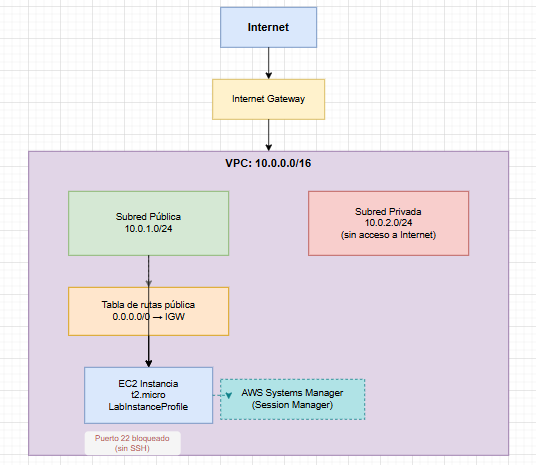 Internet
Internet Gateway
VPC: 10.0.0.0/16
Subred Pública
10.0.1.0/24
Subred Privada
10.0.2.0/24
(sin acceso a Internet)
Tabla de rutas pública
0.0.0.0/0 → IGW
EC2 Instancia
t2.micro
LabInstanceProfile
AWS Systems Manager
(Session Manager)
Puerto 22 bloqueado
(sin SSH)